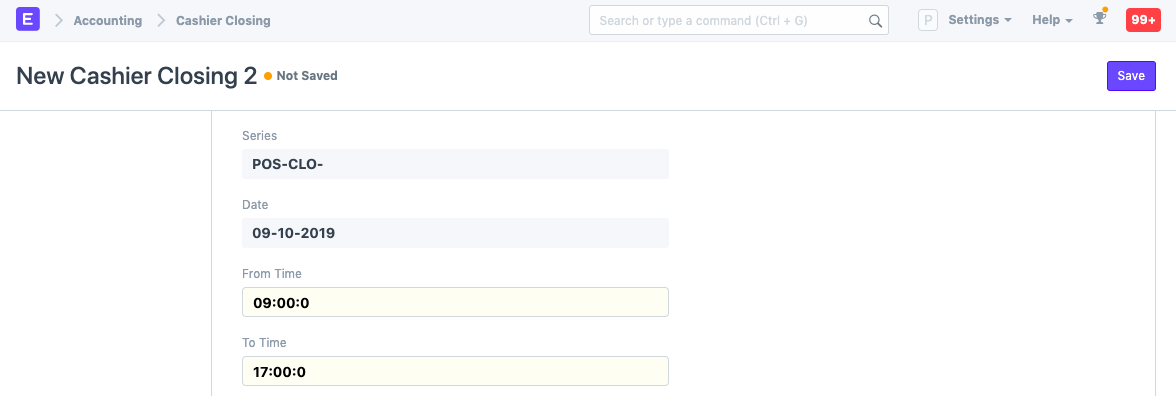 E Accounting Cashier Closing Search or type a command (Ctrl + G) P Settings Help 99+
New Cashier Closing 2 Not Saved Save
Series
POS-CLO-
Date
09-10-2019
From Time
09:00:0
To Time
17:00:0